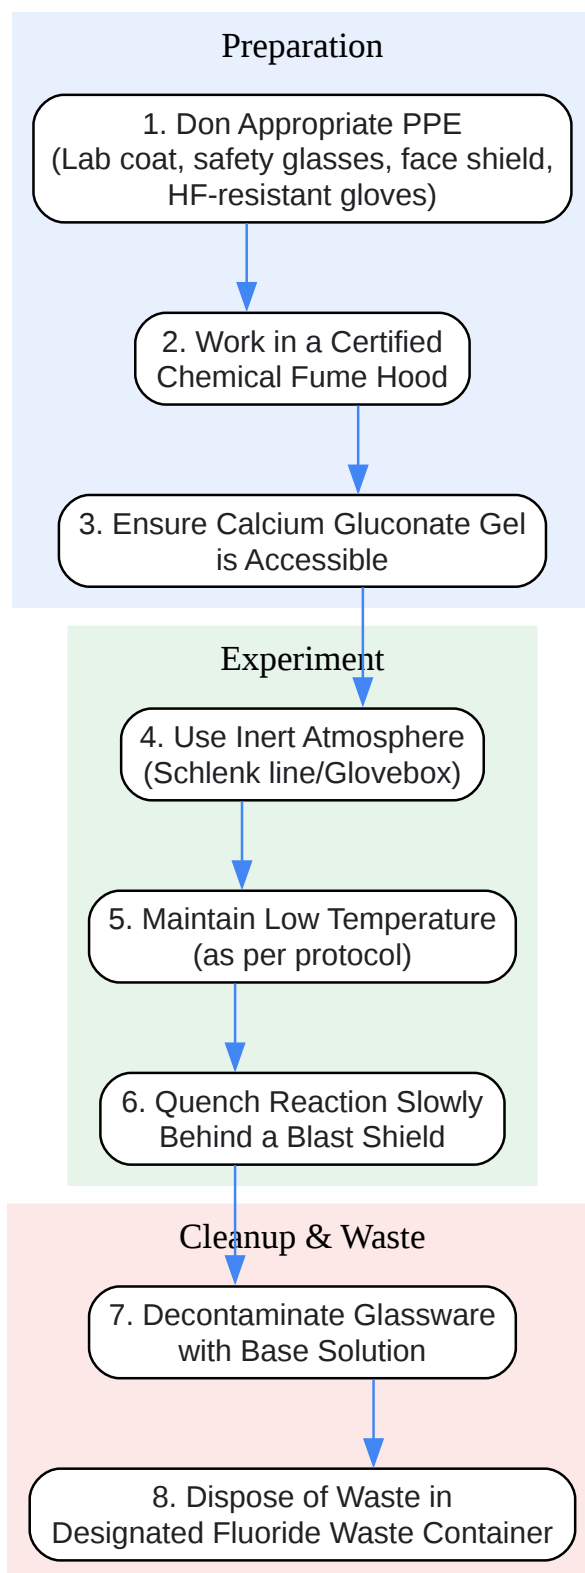 Preparation
1. Don Appropriate PPE
(Lab coat, safety glasses, face shield,
HF-resistant gloves)
2. Work in a Certified
Chemical Fume Hood
3. Ensure Calcium Gluconate Gel
is Accessible
Experiment
4. Use Inert Atmosphere
(Schlenk line/Glovebox)
5. Maintain Low Temperature
(as per protocol)
6. Quench Reaction Slowly
Behind a Blast Shield
Cleanup & Waste
7. Decontaminate Glassware
with Base Solution
8. Dispose of Waste in
Designated Fluoride Waste Container